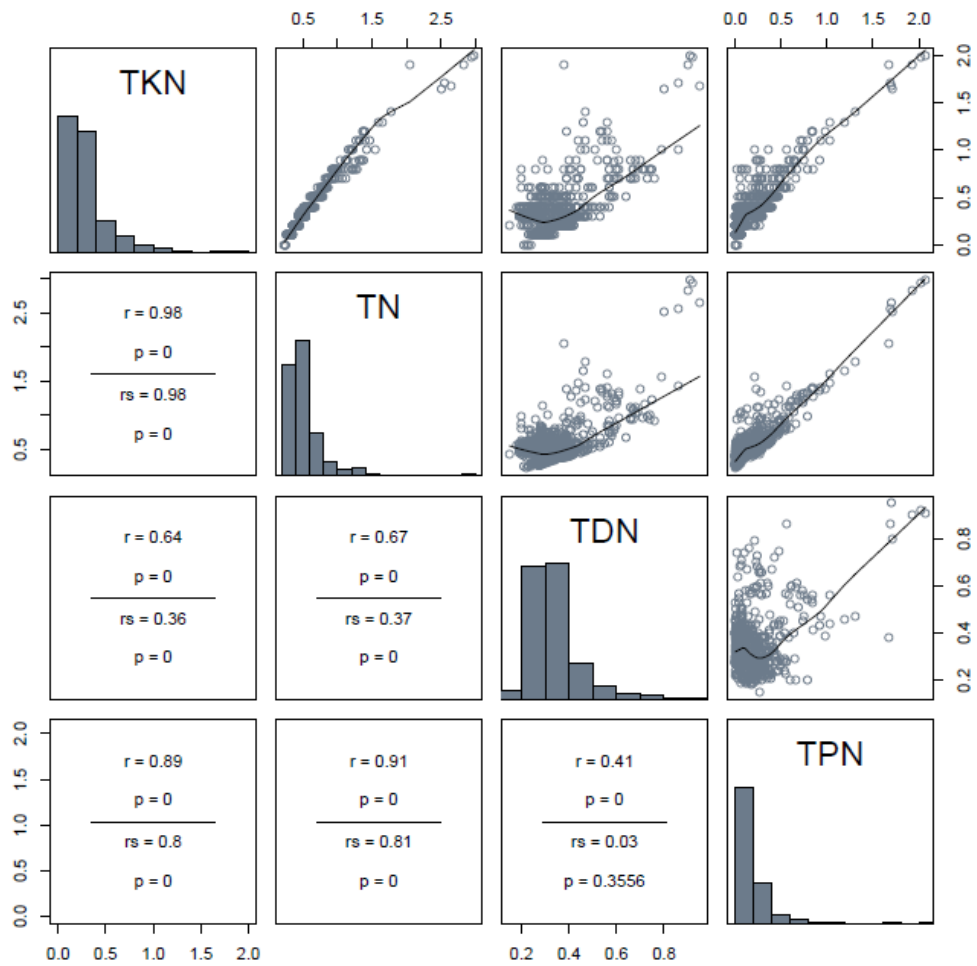 0.5 1.5 2.5 0.0 0.5 1.0 1.5 2.0
TKN
2.0
1.5
1.0
0.5
0.0
2.5
1.5
0.5
r = 0.98
p = 0
rs = 0.98
p = 0
TN
r = 0.64
p = 0
rs = 0.36
p = 0
r = 0.67
p = 0
rs = 0.37
p = 0
TDN
0.8
0.6
0.4
0.2
2.0
1.5
1.0
0.5
0.0
r = 0.89
p = 0
rs = 0.8
p = 0
r = 0.91
p = 0
rs = 0.81
p = 0
r = 0.41
p = 0
rs = 0.03
p = 0.3556
TPN
0.0 0.5 1.0 1.5 2.0 0.2 0.4 0.6 0.8